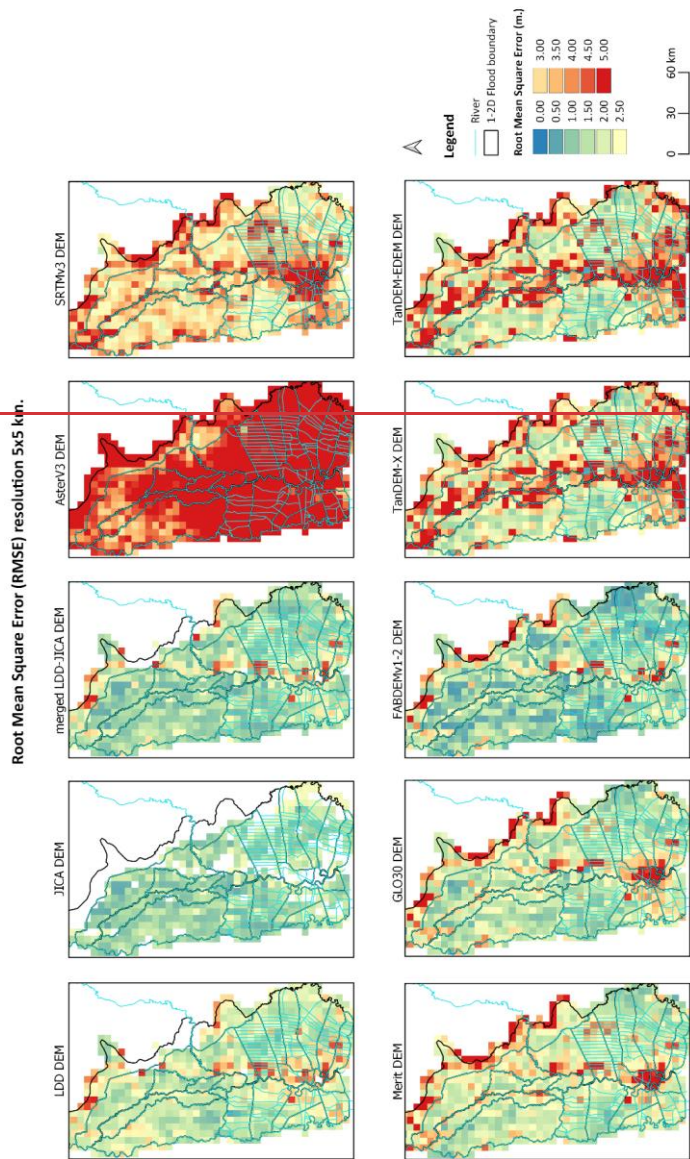 Root Mean Square Error (RMSE) resolution 5x5 km.
LDD DEM
JICA DEM
merged LDD-JICA DEM
AsterV3 DEM
SRTMv3 DEM
Merit DEM
GLO30 DEM
FABDEMv1-2 DEM
TanDEM-X DEM
TanDEM-EDEM DEM
Legend
River
1-2D Flood boundary
Root Mean Square Error (m.)
0.00
0.50
1.00
1.50
2.00
2.50
3.00
3.50
4.00
4.50
5.00
0 30 60 km